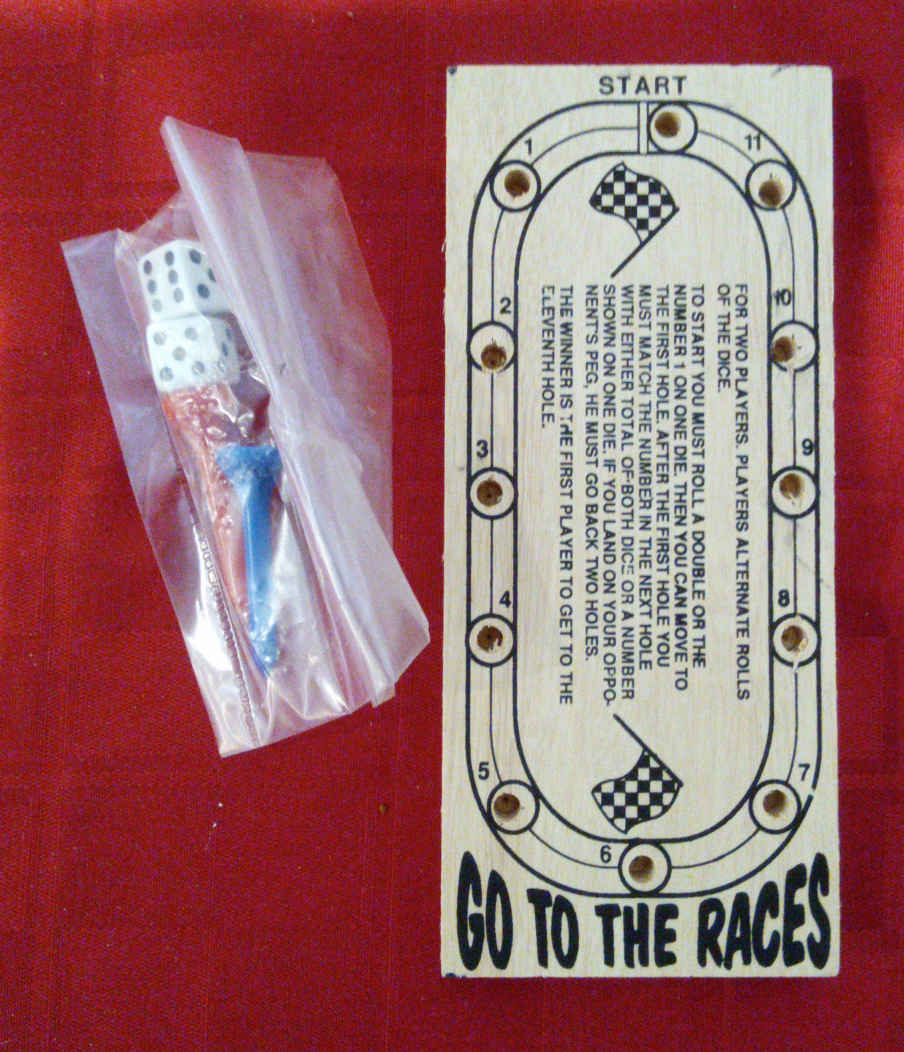 START
1
11
2
10
3
9
4
8
5
7
6
FOR TWO PLAYERS. PLAYERS ALTERNATE ROLLS
OF THE DICE.
TO START YOU MUST ROLL A DOUBLE OR THE
NUMBER 1 ON ONE DIE. THEN YOU CAN MOVE TO
THE FIRST HOLE. AFTER THE FIRST HOLE YOU
MUST MATCH THE NUMBER IN THE NEXT HOLE
WITH EITHER TOTAL OF BOTH DICE OR A NUMBER
SHOWN ON ONE DIE. IF YOU LAND ON YOUR OPPO-
NENT'S PEG, HE MUST GO BACK TWO HOLES.
THE WINNER IS THE FIRST PLAYER TO GET TO THE
ELEVENTH HOLE.
GO TO THE RACES